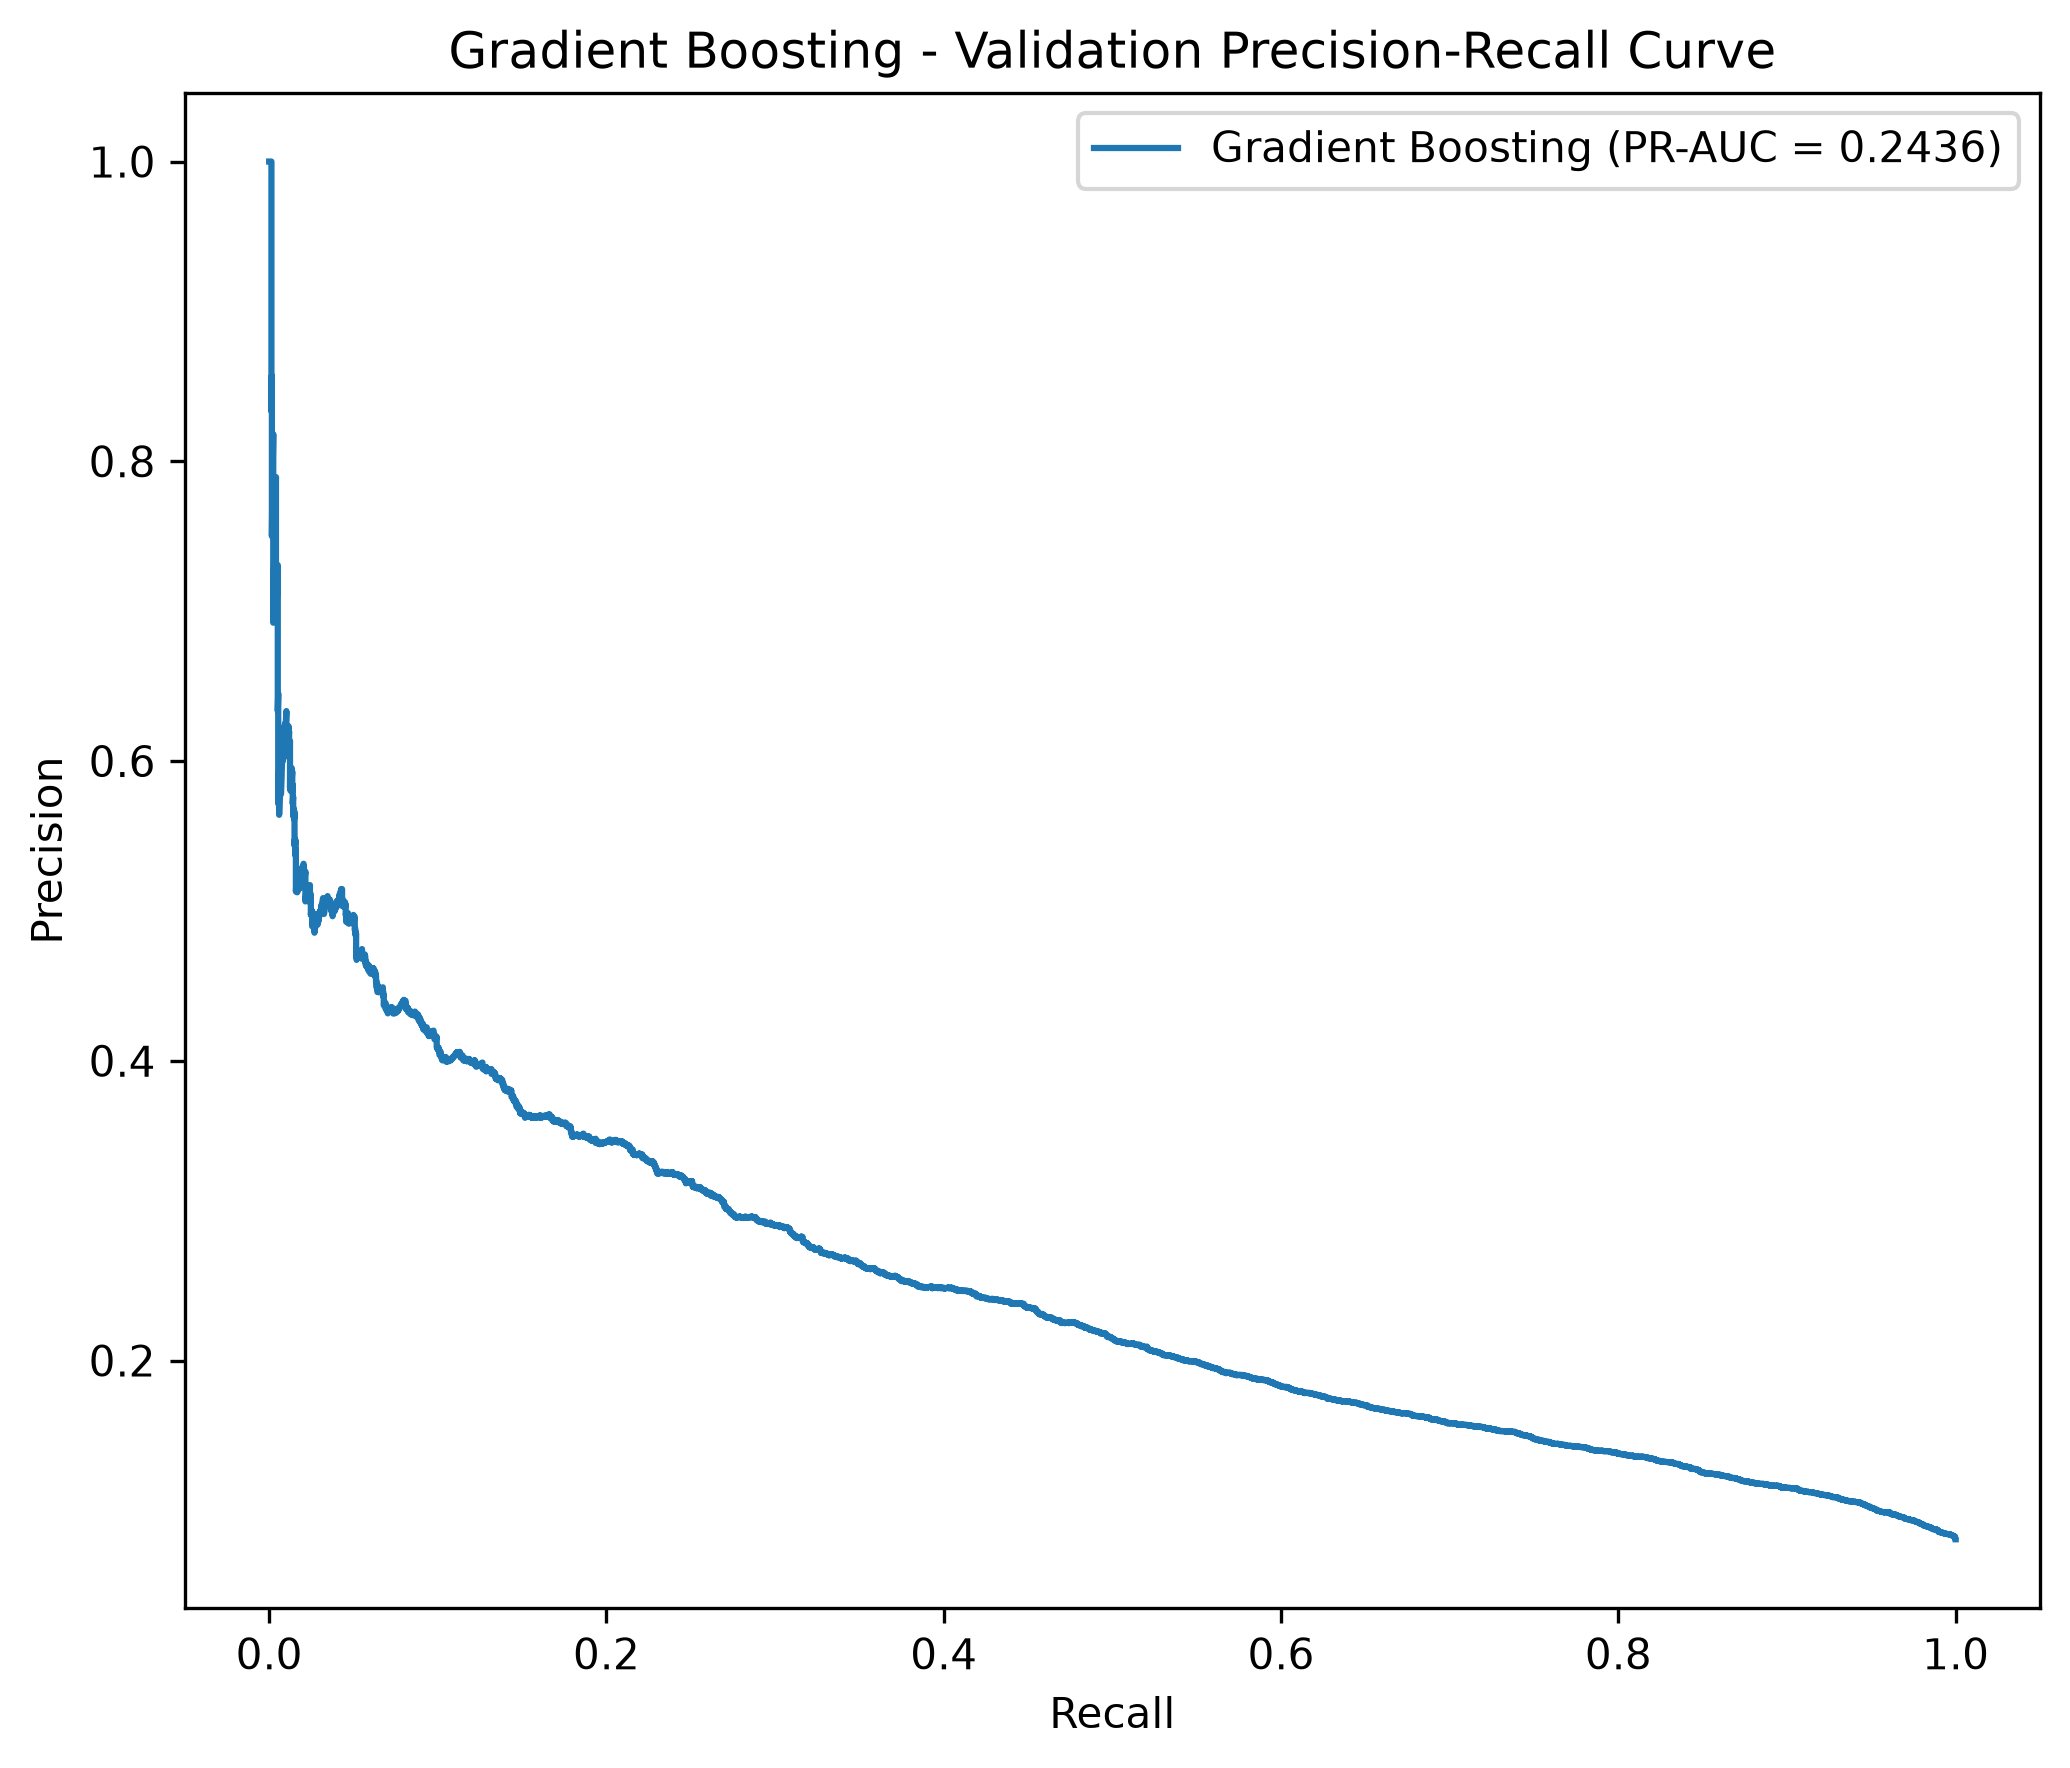 Gradient Boosting - Validation Precision-Recall Curve
Gradient Boosting (PR-AUC = 0.2436)
1.0
0.8
0.6
0.4
0.2
Precision
0.0 0.2 0.4 0.6 0.8 1.0
Recall